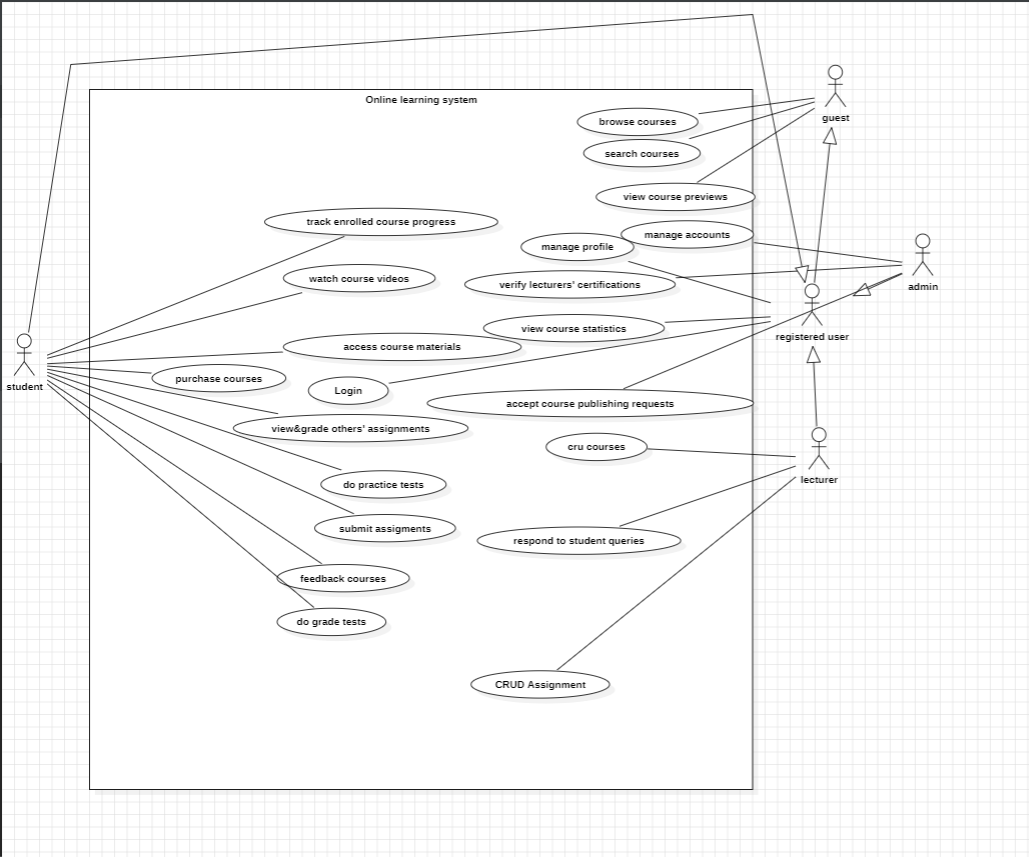 Online learning system
browse courses
guest
search courses
view course previews
track enrolled course progress
manage accounts
manage profile
watch course videos
verify lecturers' certifications
admin
view course statistics
registered user
access course materials
student
purchase courses
Login
accept course publishing requests
view&grade others' assignments
cru courses
lecturer
do practice tests
submit assigments
respond to student queries
feedback courses
do grade tests
CRUD Assignment